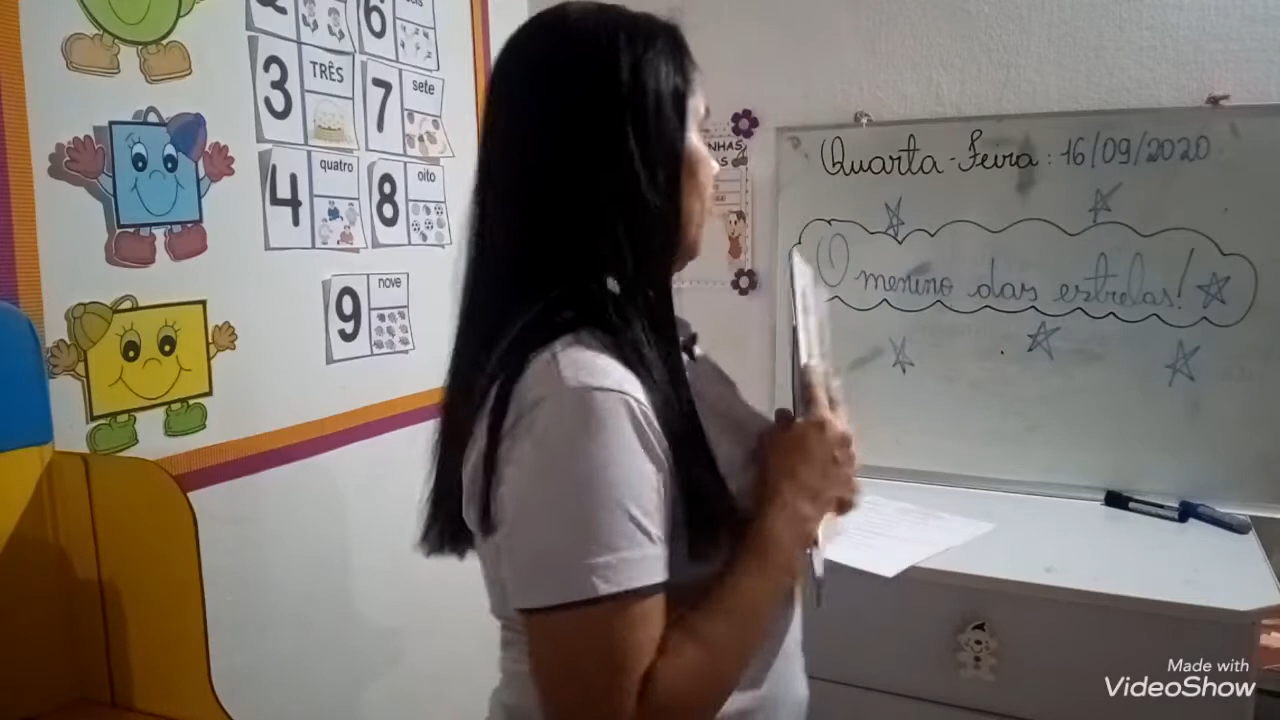 6
3 TRÊS
7 sete
4 quatro
8 oito
9 nove
NHAS
Quarta-Feira: 16/09/2020
O menino das estrelas!
Made with
VideoShow